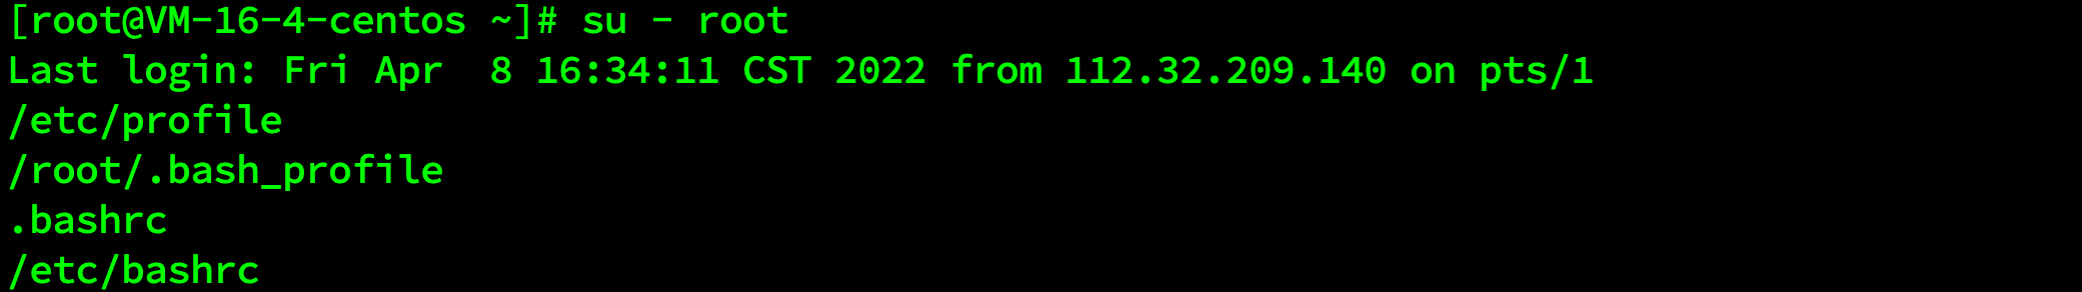 [root@VM-16-4-centos ~]# su - root
Last login: Fri Apr  8 16:34:11 CST 2022 from 112.32.209.140 on pts/1
/etc/profile
/root/.bash_profile
.bashrc
/etc/bashrc